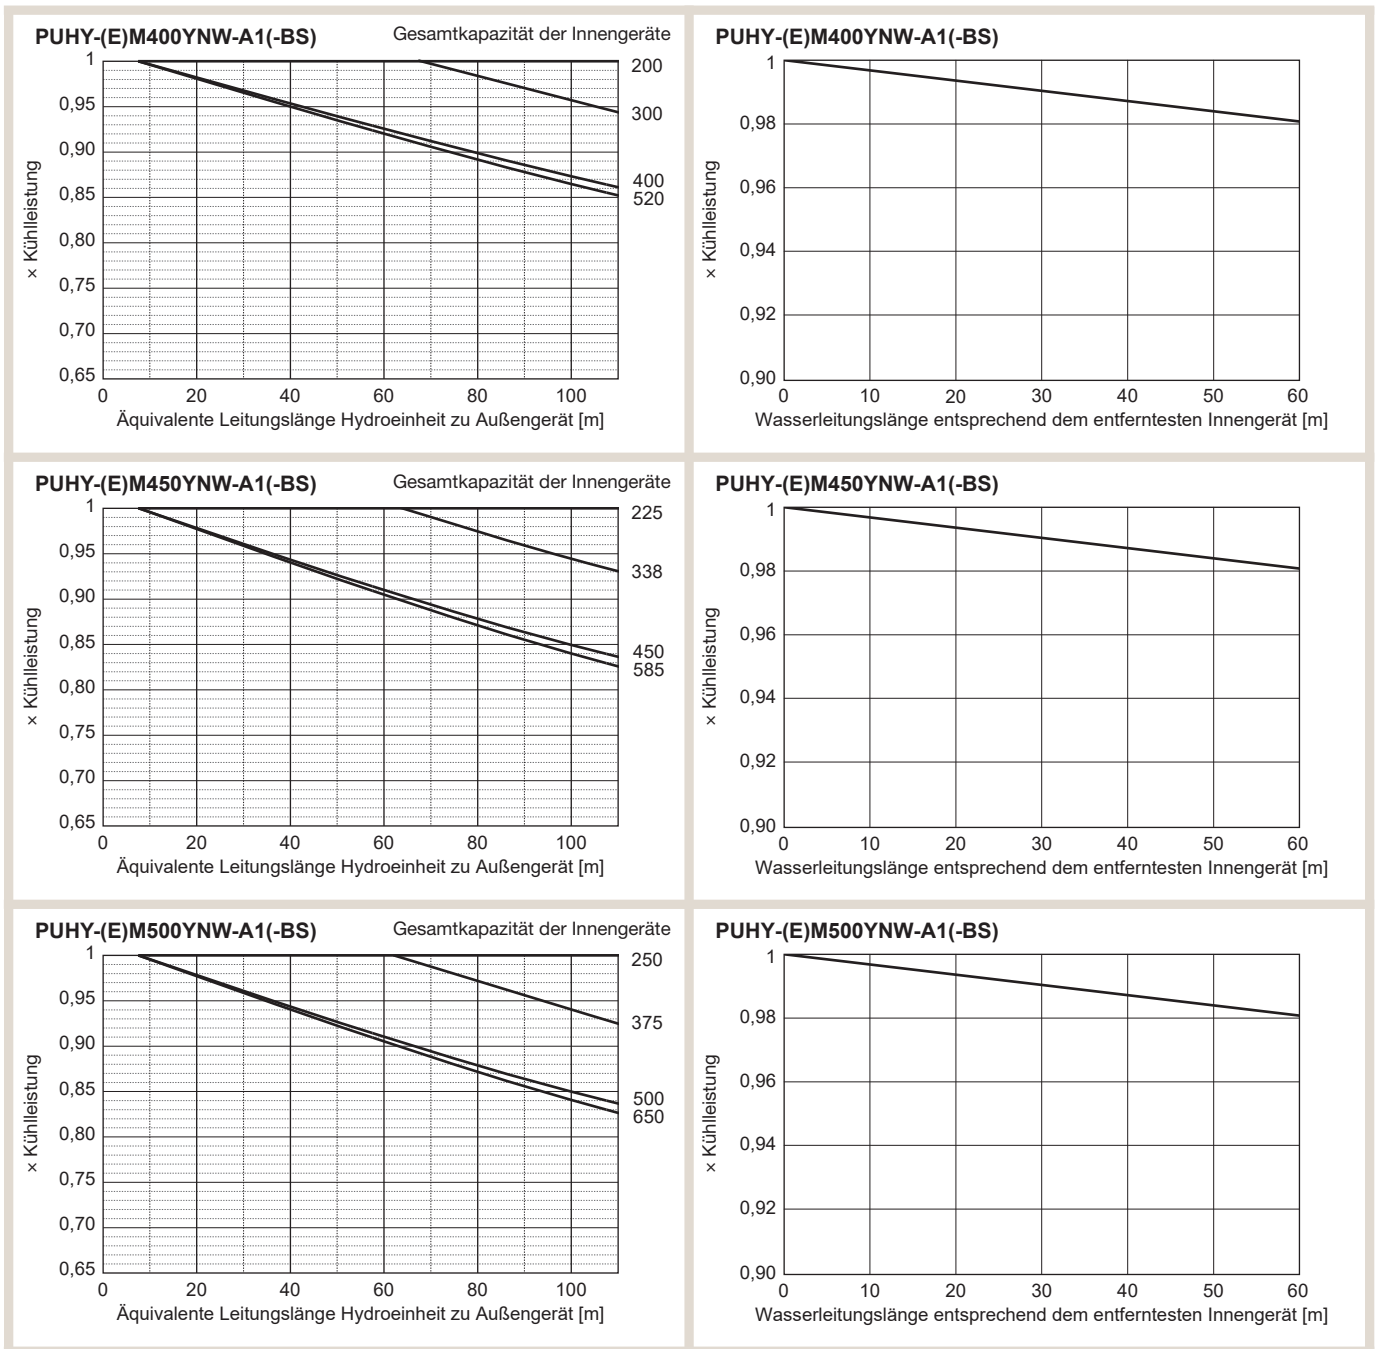 PUHY-(E)M400YNW-A1(-BS) Gesamtkapazität der Innengeräte
1
0,95
0,90
0,85
0,80
0,75
0,70
0,65
× Kühlleistung
200
300
400
520
0 20 40 60 80 100
Äquivalente Leitungslänge Hydroeinheit zu Außengerät [m]
PUHY-(E)M400YNW-A1(-BS)
1
0,98
0,96
0,94
0,92
0,90
× Kühlleistung
0 10 20 30 40 50 60
Wasserleitungslänge entsprechend dem entferntesten Innengerät [m]
PUHY-(E)M450YNW-A1(-BS) Gesamtkapazität der Innengeräte
1
0,95
0,90
0,85
0,80
0,75
0,70
0,65
× Kühlleistung
225
338
450
585
0 20 40 60 80 100
Äquivalente Leitungslänge Hydroeinheit zu Außengerät [m]
PUHY-(E)M450YNW-A1(-BS)
1
0,98
0,96
0,94
0,92
0,90
× Kühlleistung
0 10 20 30 40 50 60
Wasserleitungslänge entsprechend dem entferntesten Innengerät [m]
PUHY-(E)M500YNW-A1(-BS) Gesamtkapazität der Innengeräte
1
0,95
0,90
0,85
0,80
0,75
0,70
0,65
× Kühlleistung
250
375
500
650
0 20 40 60 80 100
Äquivalente Leitungslänge Hydroeinheit zu Außengerät [m]
PUHY-(E)M500YNW-A1(-BS)
1
0,98
0,96
0,94
0,92
0,90
× Kühlleistung
0 10 20 30 40 50 60
Wasserleitungslänge entsprechend dem entferntesten Innengerät [m]